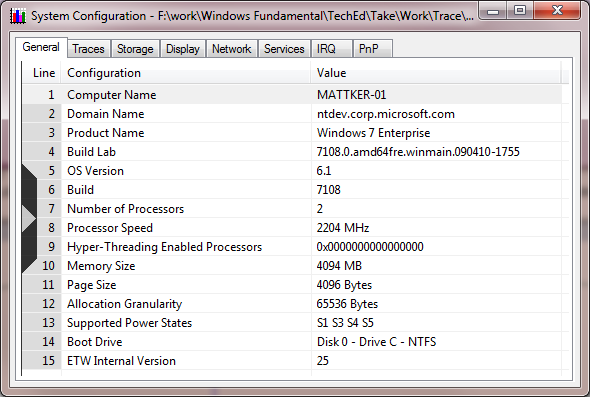 System Configuration - F:\work\Windows Fundamental\TechEd\Take\Work\Trace\...
General Traces Storage Display Network Services IRQ PnP
Line Configuration Value
1 Computer Name MATTKER-01
2 Domain Name ntdev.corp.microsoft.com
3 Product Name Windows 7 Enterprise
4 Build Lab 7108.0.amd64fre.winmain.090410-1755
5 OS Version 6.1
6 Build 7108
7 Number of Processors 2
8 Processor Speed 2204 MHz
9 Hyper-Threading Enabled Processors 0x0000000000000000
10 Memory Size 4094 MB
11 Page Size 4096 Bytes
12 Allocation Granularity 65536 Bytes
13 Supported Power States S1 S3 S4 S5
14 Boot Drive Disk 0 - Drive C - NTFS
15 ETW Internal Version 25